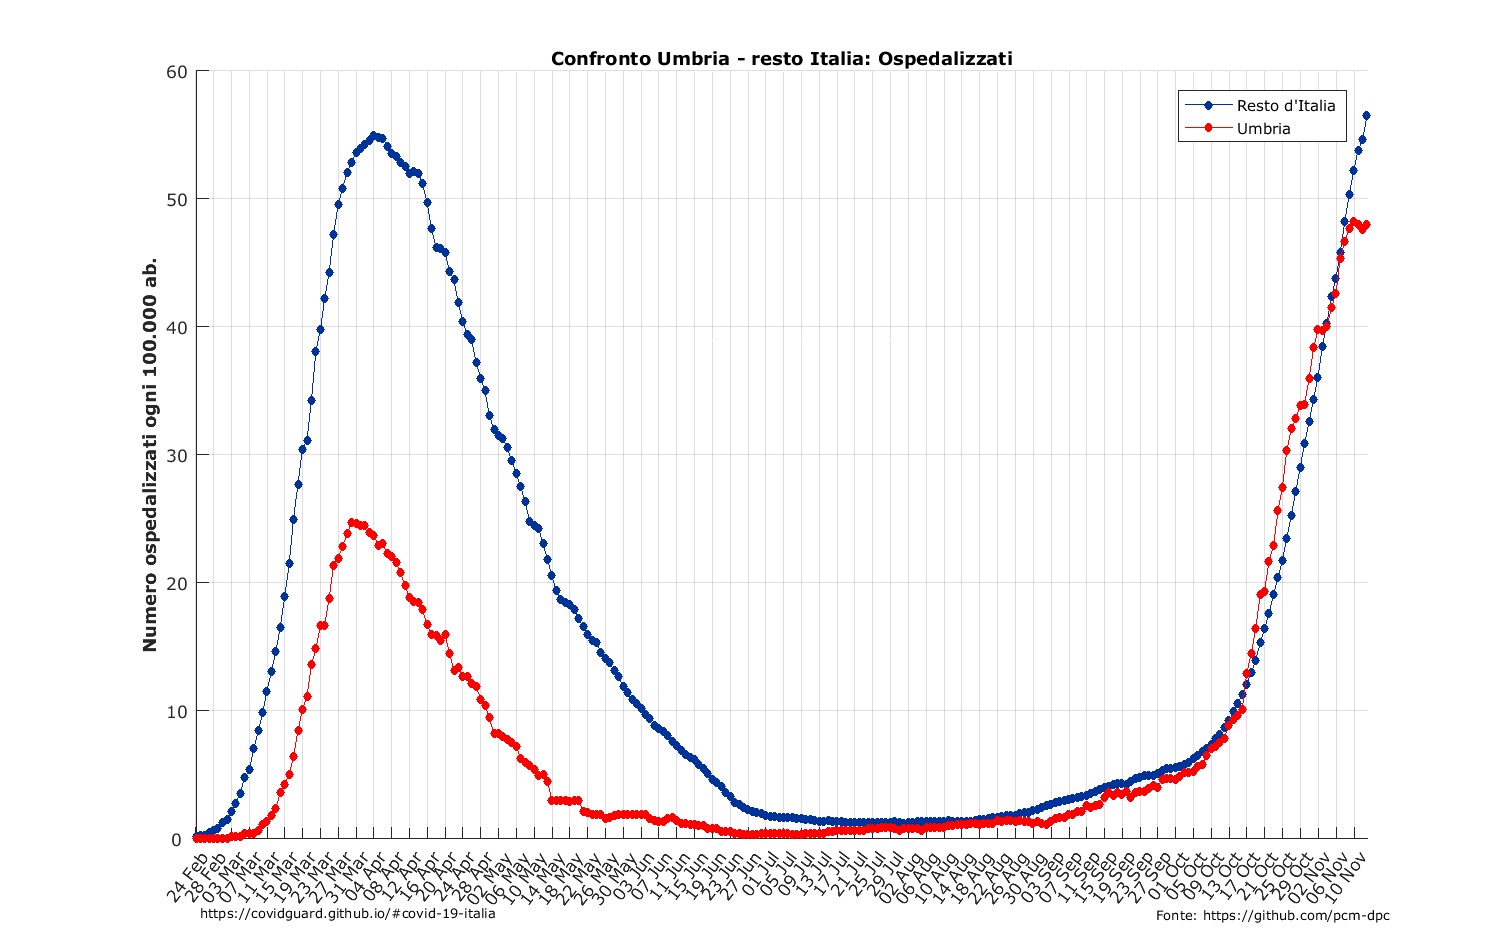 Confronto Umbria - resto Italia: Ospedalizzati
Resto d'Italia
Umbria
Numero ospedalizzati ogni 100.000 ab.
60
50
40
30
20
10
0
24 Feb
28 Feb
03 Mar
07 Mar
11 Mar
15 Mar
19 Mar
23 Mar
27 Mar
31 Mar
04 Apr
08 Apr
12 Apr
16 Apr
20 Apr
24 Apr
28 Apr
02 May
06 May
10 May
14 May
18 May
22 May
26 May
30 May
03 Jun
07 Jun
11 Jun
15 Jun
19 Jun
23 Jun
27 Jun
01 Jul
05 Jul
09 Jul
13 Jul
17 Jul
21 Jul
25 Jul
29 Jul
02 Aug
06 Aug
10 Aug
14 Aug
18 Aug
22 Aug
26 Aug
30 Aug
03 Sep
07 Sep
11 Sep
15 Sep
19 Sep
23 Sep
27 Sep
01 Oct
05 Oct
09 Oct
13 Oct
17 Oct
21 Oct
25 Oct
29 Oct
02 Nov
06 Nov
10 Nov
https://covidguard.github.io/#covid-19-italia
Fonte: https://github.com/pcm-dpc